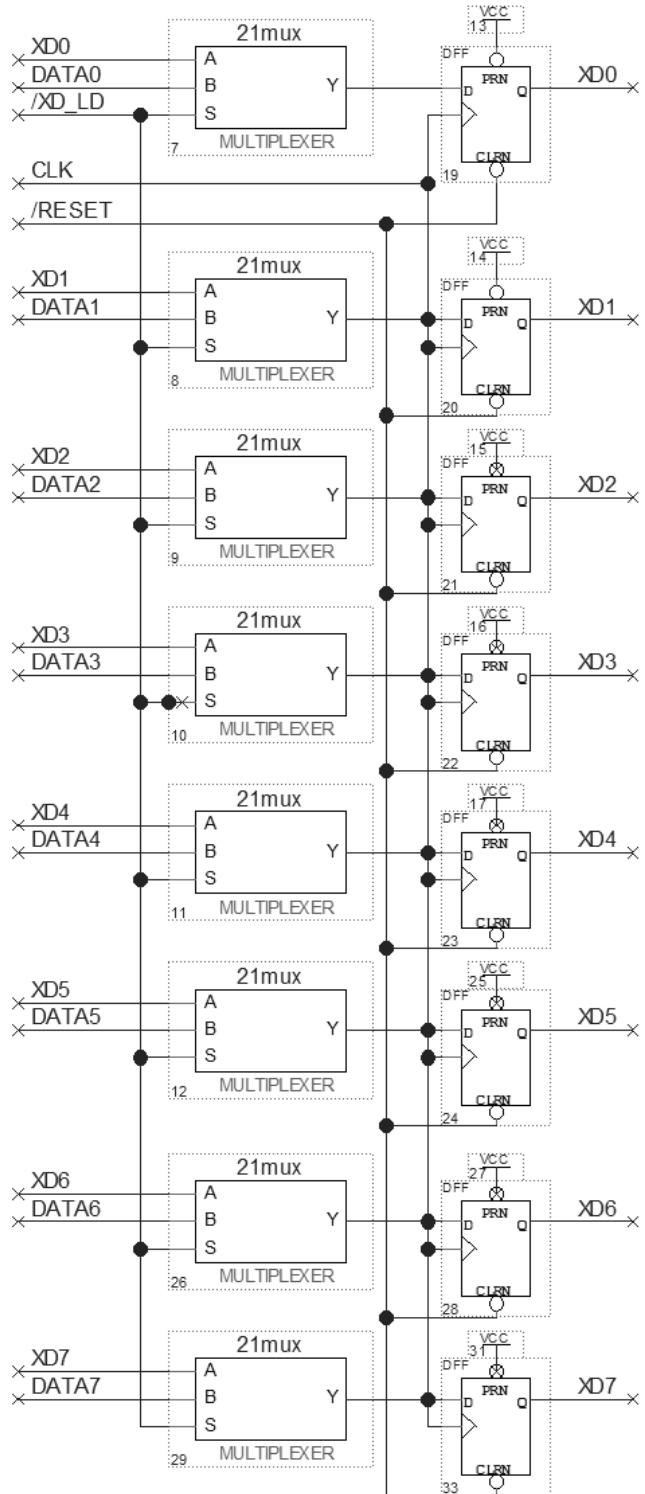 VCC
13
21mux
DFF
XD0 A PRN XD0
DATA0 B Y D Q
/XD_LD S
MULTIPLEXER CLRN
7 19
CLK
/RESET
VCC
14
21mux
DFF
XD1 A PRN XD1
DATA1 B Y D Q
S
MULTIPLEXER CLRN
8 20
VCC
15
21mux
DFF
XD2 A PRN XD2
DATA2 B Y D Q
S
MULTIPLEXER CLRN
9 21
VCC
16
21mux
DFF
XD3 A PRN XD3
DATA3 B Y D Q
S
MULTIPLEXER CLRN
10 22
VCC
17
21mux
DFF
XD4 A PRN XD4
DATA4 B Y D Q
S
MULTIPLEXER CLRN
11 23
VCC
25
21mux
DFF
XD5 A PRN XD5
DATA5 B Y D Q
S
MULTIPLEXER CLRN
12 24
VCC
27
21mux
DFF
XD6 A PRN XD6
DATA6 B Y D Q
S
MULTIPLEXER CLRN
26 28
VCC
31
21mux
DFF
XD7 A PRN XD7
DATA7 B Y D Q
S
MULTIPLEXER CLRN
29 33